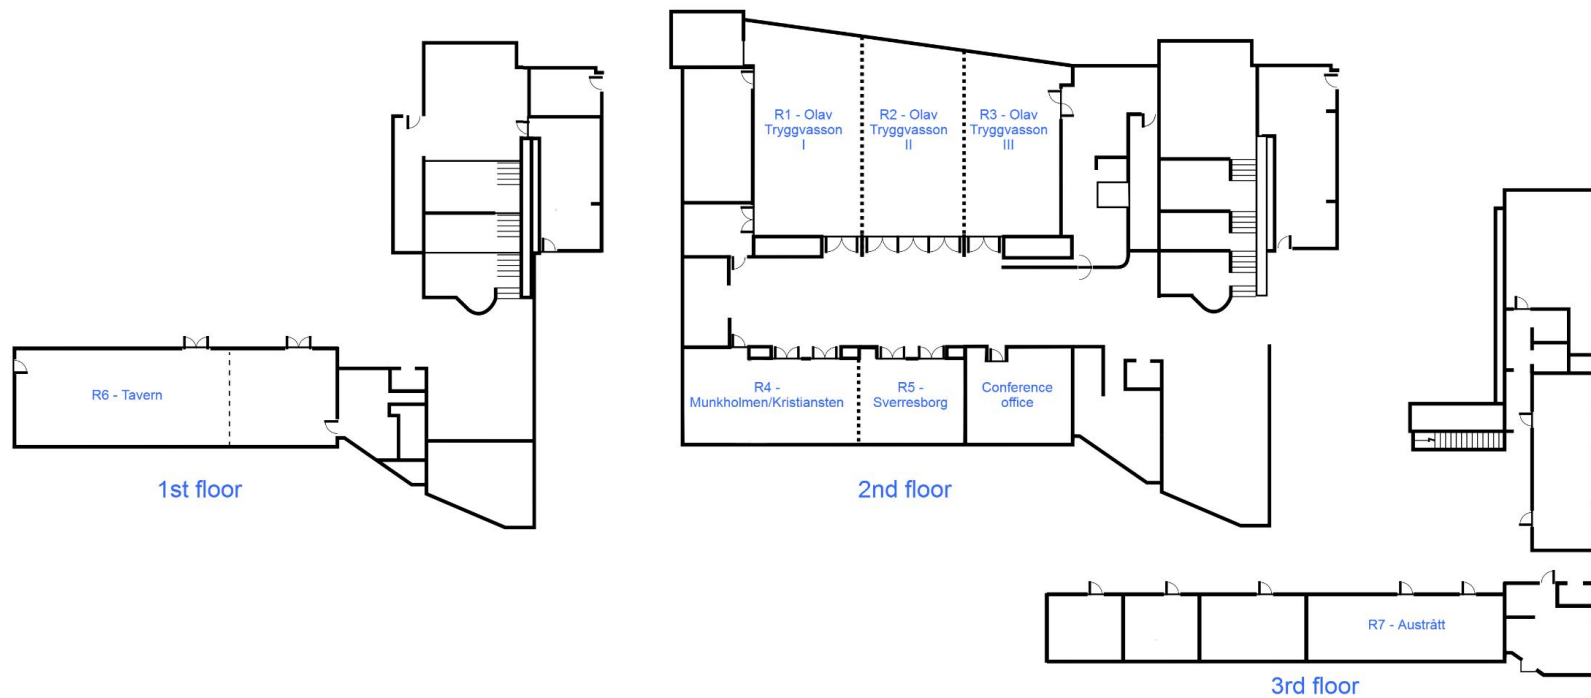 R1 - Olav
Tryggvasson
I
R2 - Olav
Tryggvasson
II
R3 - Olav
Tryggvasson
III
R4 -
Munkholmen/Kristiansten
R5 -
Sverresborg
Conference
office
R6 - Tavern
1st floor
2nd floor
R7 - Austrått
3rd floor